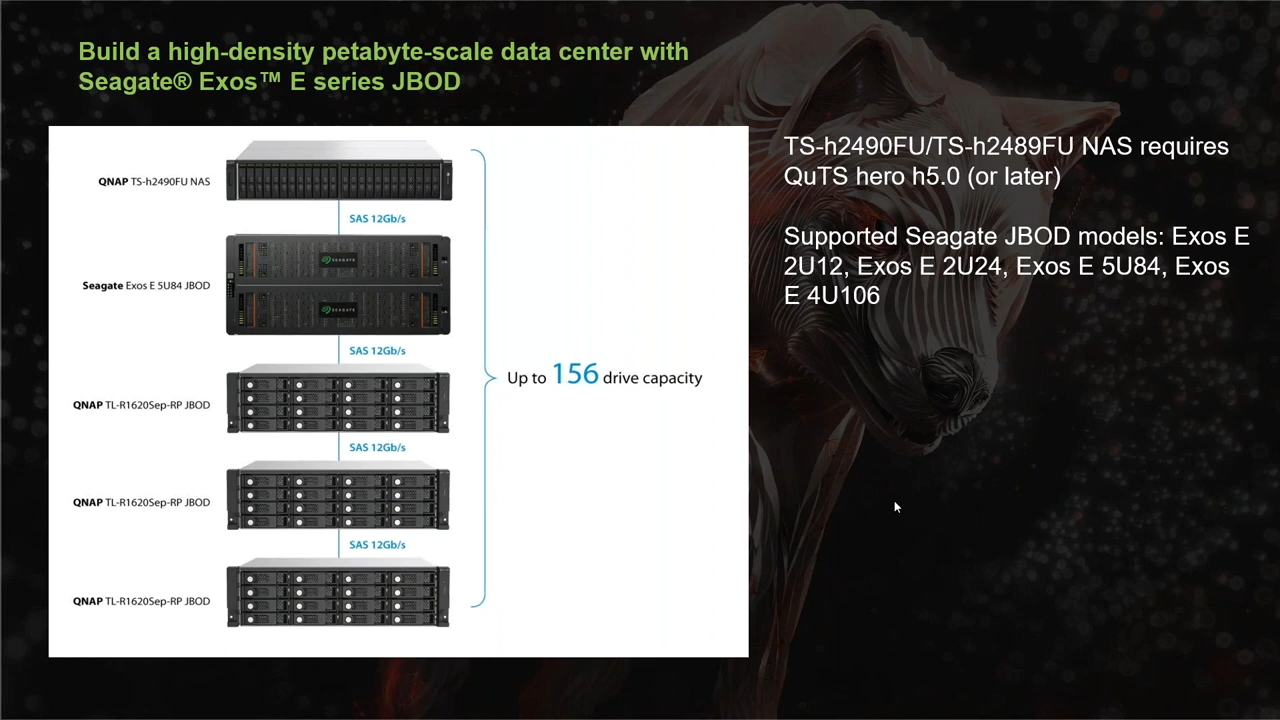 Build a high-density petabyte-scale data center with
Seagate® Exos™ E series JBOD
QNAP TS-h2490FU NAS
SAS 12Gb/s
Seagate Exos E 5U84 JBOD
SEAGATE
SEAGATE
SAS 12Gb/s
QNAP TL-R1620Sep-RP JBOD
SAS 12Gb/s
QNAP TL-R1620Sep-RP JBOD
SAS 12Gb/s
QNAP TL-R1620Sep-RP JBOD
Up to 156 drive capacity
TS-h2490FU/TS-h2489FU NAS requires
QuTS hero h5.0 (or later)
Supported Seagate JBOD models: Exos E
2U12, Exos E 2U24, Exos E 5U84, Exos
E 4U106